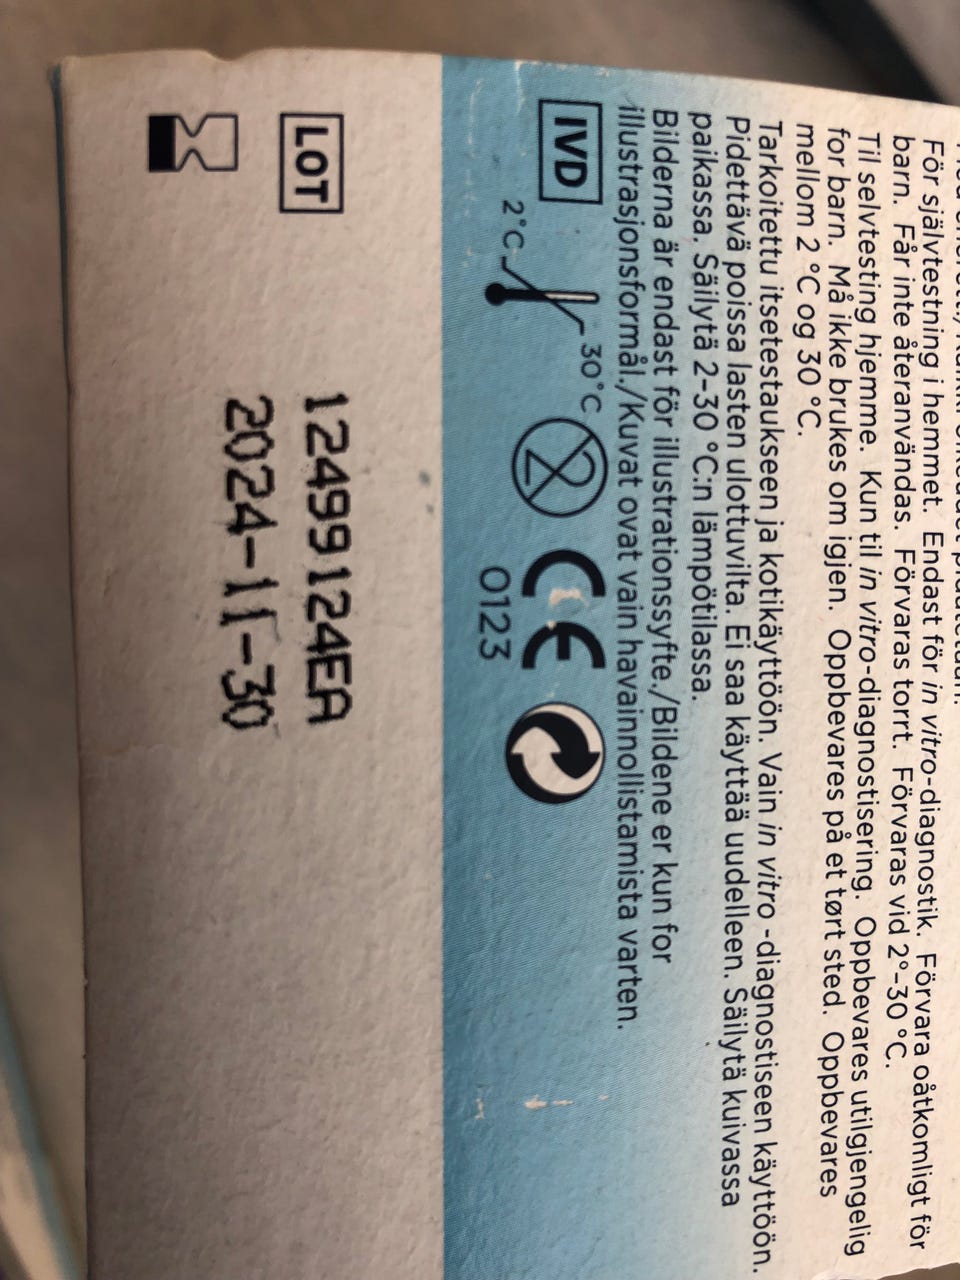 För självtestning i hemmet. Endast för in vitro-diagnostik. Förvara oåtkomligt för
barn. Får inte återanvändas. Förvaras torrt. Förvaras vid 2°-30 °C.
Til selvtesting hjemme. Kun til in vitro-diagnostisering. Oppbevares utilgjengelig
for barn. Må ikke brukes om igjen. Oppbevares på et tørt sted. Oppbevares
mellom 2 °C og 30 °C.
Tarkoitettu itsetestaukseen ja kotikäyttöön. Vain in vitro -diagnostiseen käyttöön.
Pidettävä poissa lasten ulottuvilta. Ei saa käyttää uudelleen. Säilytä kuivassa
paikassa. Säilytä 2-30 °C:n lämpötilassa.
Bilderna är endast för illustrationssyfte./Bildene er kun for
illustrasjonsformål./Kuvat ovat vain havainnollistamista varten.
IVD 2°C 30°C 2 CE
0123
LOT 12499124EA
2024-11-30